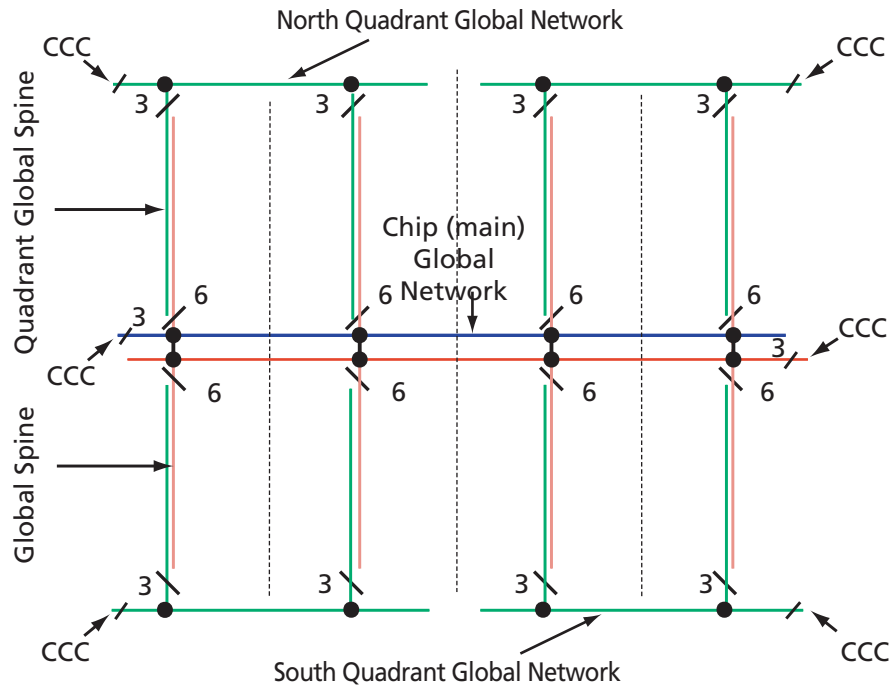 North Quadrant Global Network
CCC
CCC
3
3
3
3
Quadrant Global Spine
Chip (main)
Global
Network
6
6
6
6
3
CCC
3
CCC
6
6
6
6
Global Spine
3
3
3
3
CCC
CCC
South Quadrant Global Network